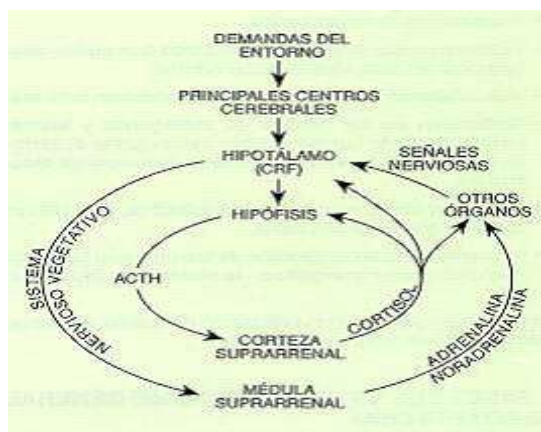 DEMANDAS DEL
ENTORNO
PRINCIPALES CENTROS
CEREBRALES
HIPOTÁLAMO
(CRF)
SEÑALES
NERVIOSAS
HIPÓFISIS
OTROS
ÓRGANOS
SISTEMA
NERVIOSO VEGETATIVO
ACTH
CORTISOL
CORTEZA
SUPRARRENAL
ADRENALINA
NORADRENALINA
MÉDULA
SUPRARRENAL